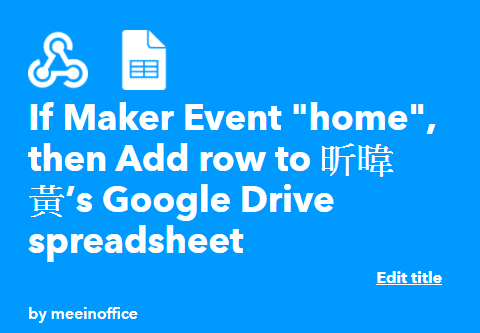 If Maker Event "home",
then Add row to 昕暐
黃’s Google Drive
spreadsheet
Edit title
by meeinoffice